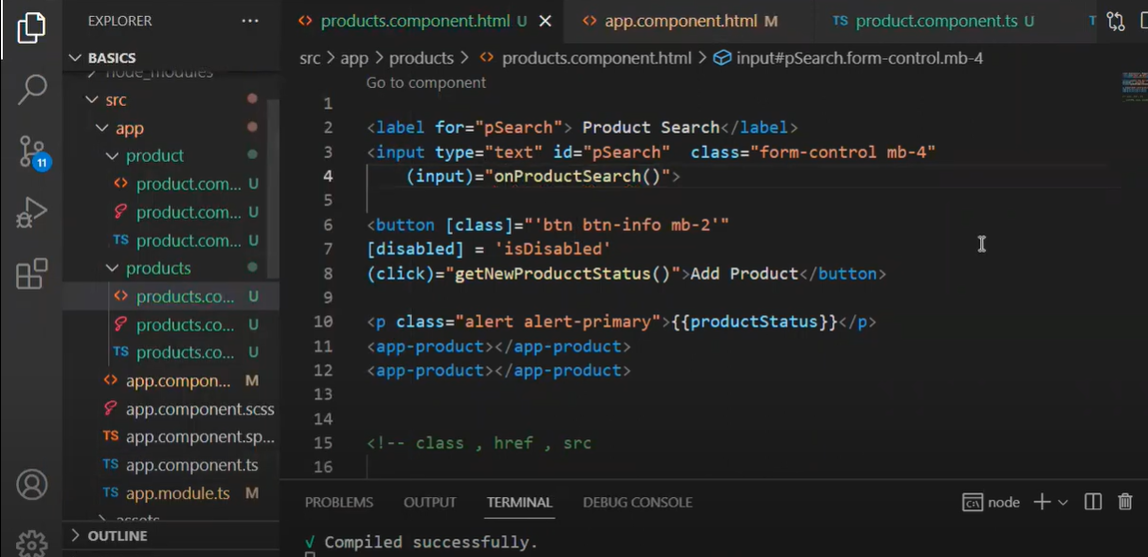 EXPLORER
...
products.component.html U
app.component.html M
TS product.component.ts U
T
BASICS
src > app > products > products.component.html > input#pSearch.form-control.mb-4
node_modules
Go to component
src
app
product
product.com... U
product.com... U
TS product.com... U
products
products.co... U
products.co... U
TS products.co... U
app.compon... M
app.component.scss
TS app.component.sp...
TS app.component.ts
TS app.module.ts M
assets
OUTLINE
11
1
2 <label for="pSearch"> Product Search</label>
3 <input type="text" id="pSearch"  class="form-control mb-4"
4 (input)="onProductSearch()">
5
6 <button [class]="'btn btn-info mb-2'"
7 [disabled] = 'isDisabled'
8 (click)="getNewProducctStatus()">Add Product</button>
9
10 <p class="alert alert-primary">{{productStatus}}</p>
11 <app-product></app-product>
12 <app-product></app-product>
13
14
15 <!-- class , href , src
16
PROBLEMS OUTPUT TERMINAL DEBUG CONSOLE
node
√ Compiled successfully.